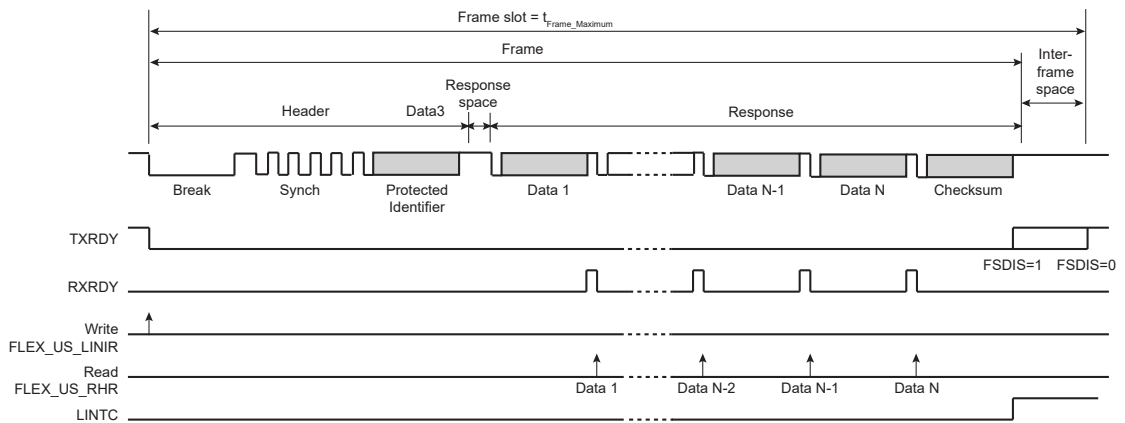 Frame slot = tFrame_Maximum
Frame
Inter-
frame
space
Response
space
Header
Data3
Response
Break
Synch
Protected
Identifier
Data 1
Data N-1
Data N
Checksum
TXRDY
FSDIS=1
FSDIS=0
RXRDY
Write
FLEX_US_LINIR
Read
FLEX_US_RHR
Data 1
Data N-2
Data N-1
Data N
LINTC